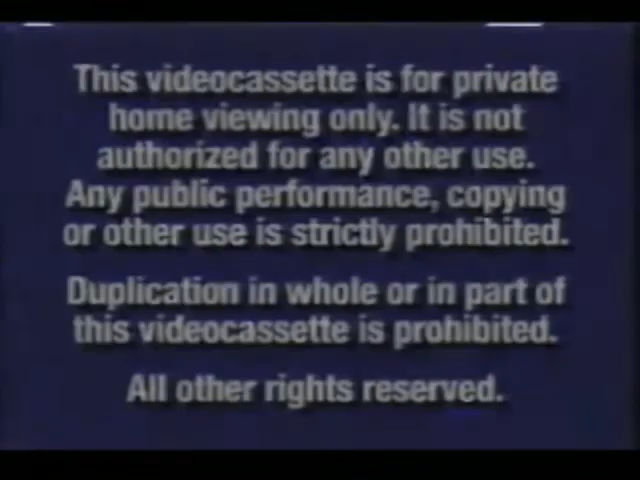 This videocassette is for private
home viewing only. It is not
authorized for any other use.
Any public performance, copying
or other use is strictly prohibited.
Duplication in whole or in part of
this videocassette is prohibited.
All other rights reserved.